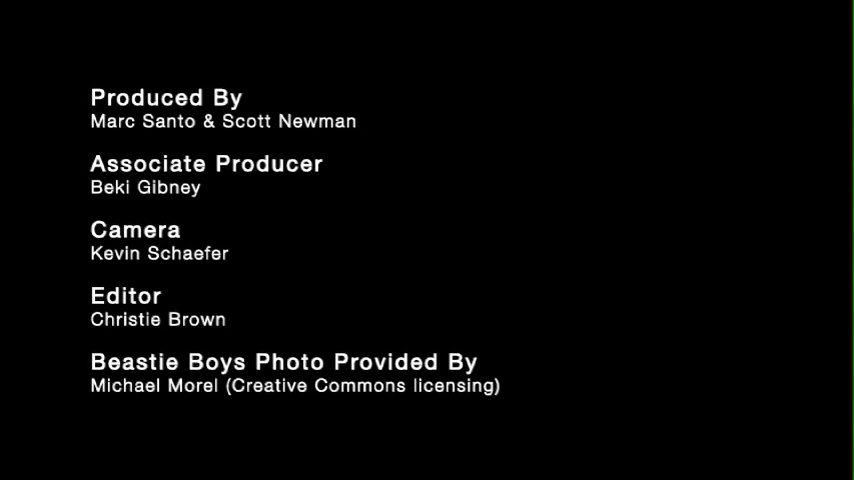 Produced By
Marc Santo & Scott Newman
Associate Producer
Beki Gibney
Camera
Kevin Schaefer
Editor
Christie Brown
Beastie Boys Photo Provided By
Michael Morel (Creative Commons licensing)